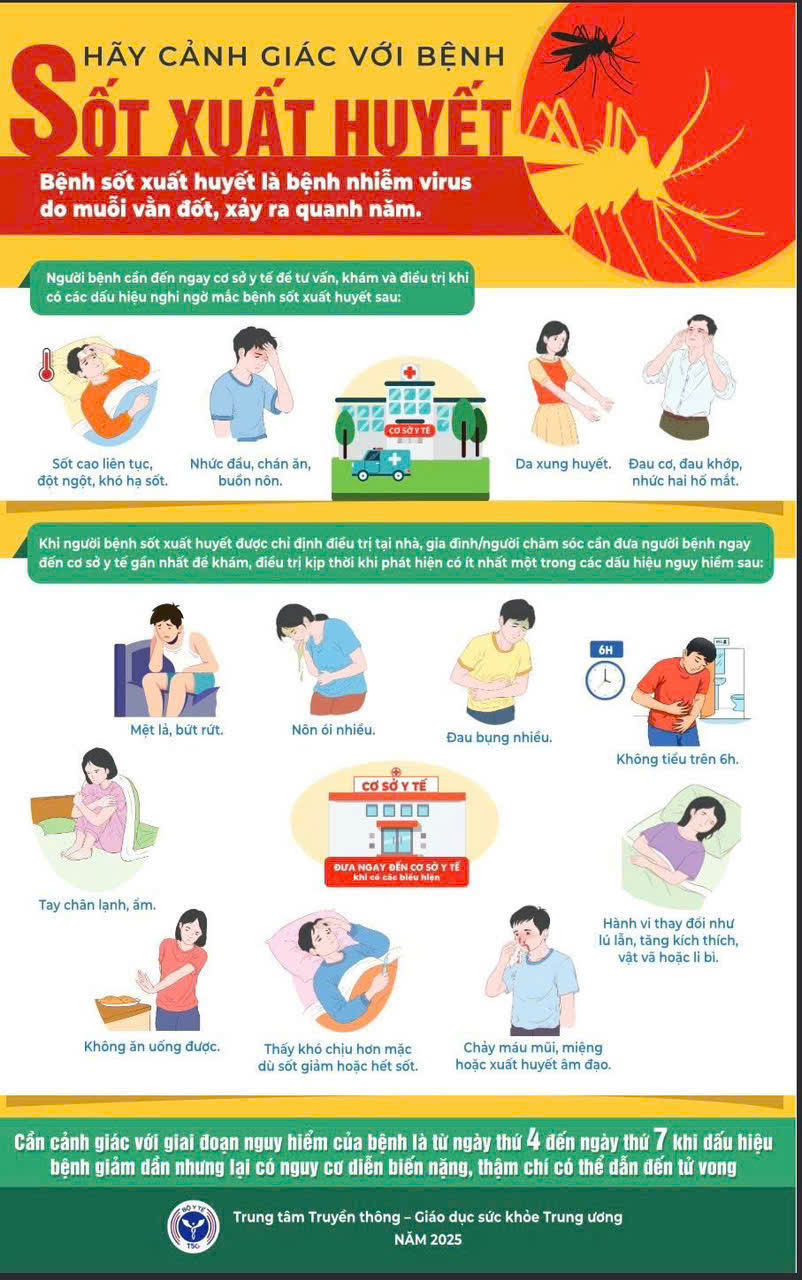 HÃY CẢNH GIÁC VỚI BỆNH
SỐT XUẤT HUYẾT
Bệnh sốt xuất huyết là bệnh nhiễm virus
do muỗi vằn đốt, xảy ra quanh năm.
Người bệnh cần đến ngay cơ sở y tế để tư vấn, khám và điều trị khi
có các dấu hiệu nghi ngờ mắc bệnh sốt xuất huyết sau:
CƠ SỞ Y TẾ
Sốt cao liên tục,
đột ngột, khó hạ sốt.
Nhức đầu, chán ăn,
buồn nôn.
Da xung huyết.
Đau cơ, đau khớp,
nhức hai hố mắt.
Khi người bệnh sốt xuất huyết được chỉ định điều trị tại nhà, gia đình/người chăm sóc cần đưa người bệnh ngay
đến cơ sở y tế gần nhất để khám, điều trị kịp thời khi phát hiện có ít nhất một trong các dấu hiệu nguy hiểm sau:
6H
Mệt lả, bứt rứt.
Nôn ói nhiều.
Đau bụng nhiều.
Không tiểu trên 6h.
CƠ SỞ Y TẾ
ĐƯA NGAY ĐẾN CƠ SỞ Y TẾ
khi có các biểu hiện
Tay chân lạnh, ẩm.
Hành vi thay đổi như
lú lẫn, tăng kích thích,
vật vã hoặc li bì.
Không ăn uống được.
Thấy khó chịu hơn mặc
dù sốt giảm hoặc hết sốt.
Chảy máu mũi, miệng
hoặc xuất huyết âm đạo.
Cần cảnh giác với giai đoạn nguy hiểm của bệnh là từ ngày thứ 4 đến ngày thứ 7 khi dấu hiệu
bệnh giảm dần nhưng lại có nguy cơ diễn biến nặng, thậm chí có thể dẫn đến tử vong
BỘ Y TẾ
T5G
Trung tâm Truyền thông – Giáo dục sức khỏe Trung ương
NĂM 2025